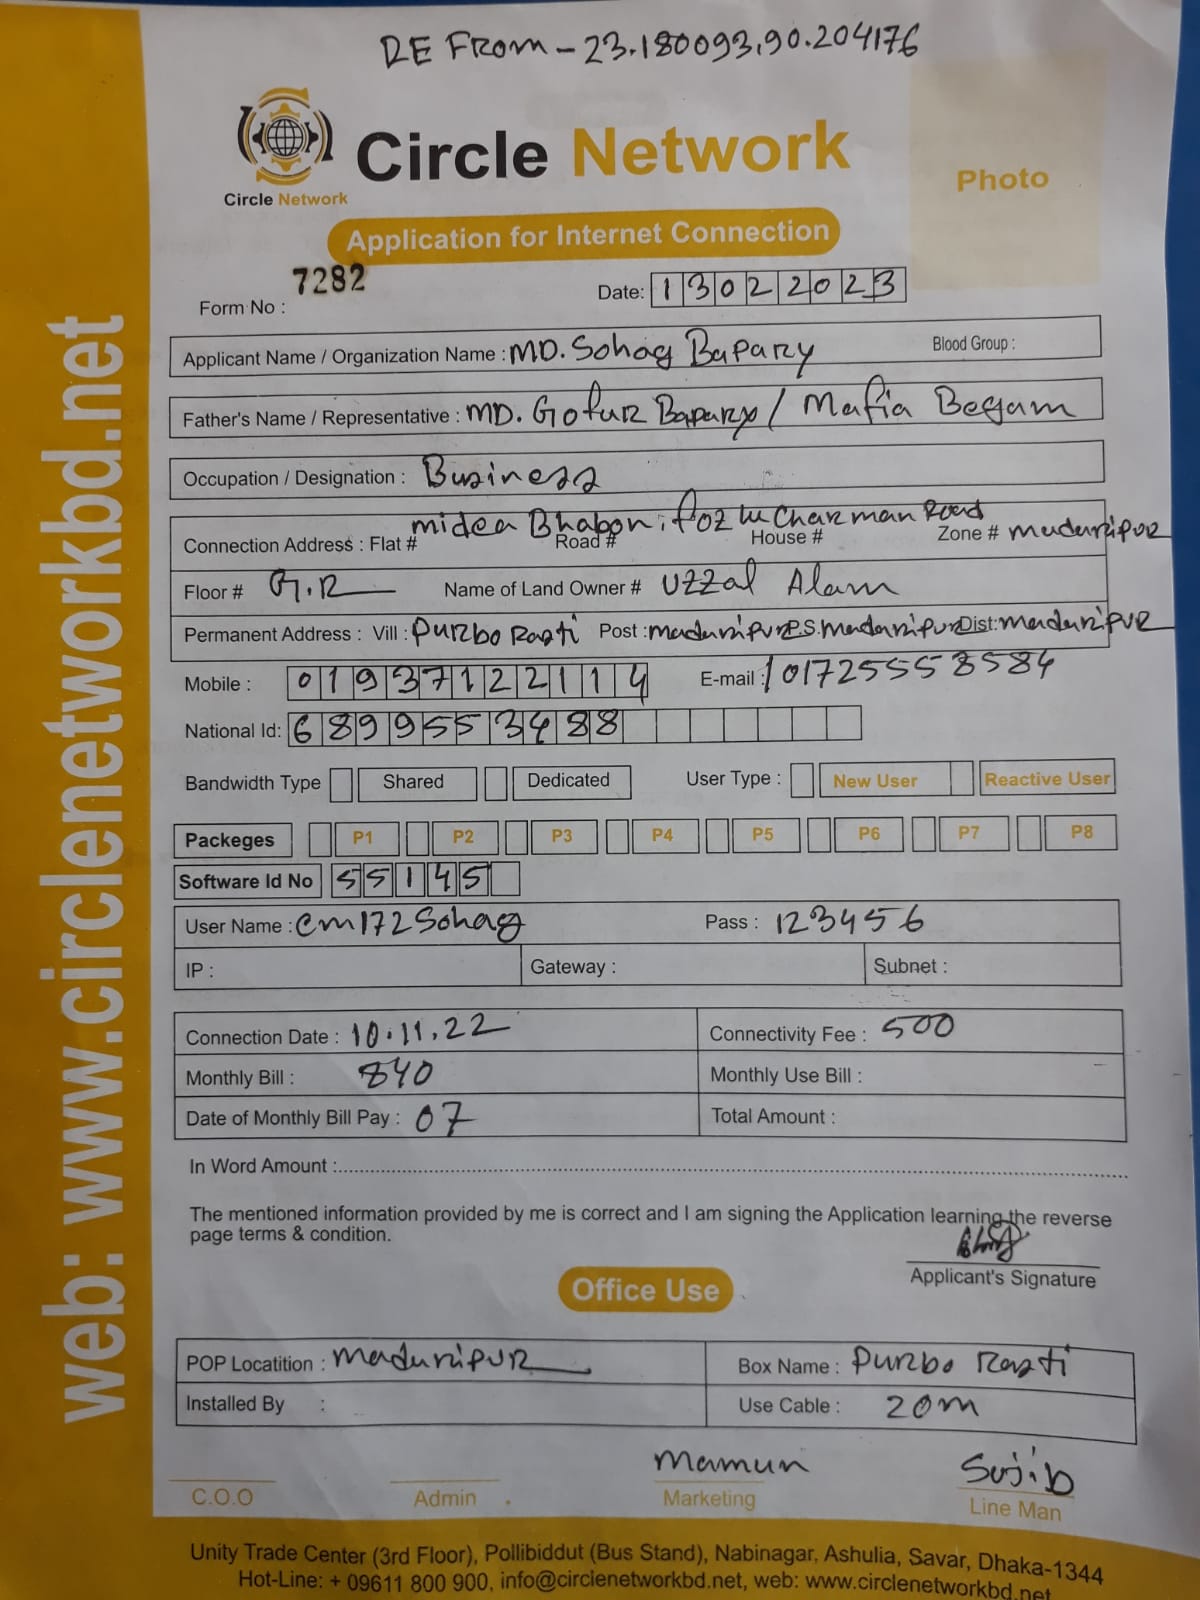 RE FROM - 23.180093,90.204176
Circle Network
Circle Network
Photo
Application for Internet Connection
Form No : 7282
Date: 13022023
Applicant Name / Organization Name : MD. Sohag Bapary Blood Group :
Father's Name / Representative : MD. Gofur Bapary / Mafia Begam
Occupation / Designation : Business
midea Bhabon, foz lu Charman Road
Connection Address : Flat # Road # House # Zone # madaripur
Floor # G.R Name of Land Owner # Uzzal Alam
Permanent Address : Vill : Purbo Rasti Post : madaripur P.S. madaripur Dist: madaripur
Mobile : 01937122114 E-mail : / 01725558584
National Id: 6899553488
Bandwidth Type Shared Dedicated User Type : New User Reactive User
Packeges P1 P2 P3 P4 P5 P6 P7 P8
Software Id No 55145
User Name : cm172Sohag Pass : 123456
IP : Gateway : Subnet :
Connection Date : 10.11.22 Connectivity Fee : 500
Monthly Bill : 840 Monthly Use Bill :
Date of Monthly Bill Pay : 07 Total Amount :
In Word Amount :
The mentioned information provided by me is correct and I am signing the Application learning the reverse
page terms & condition.
Applicant's Signature
Office Use
POP Locatition : madaripur Box Name : Purbo Rasti
Installed By : Use Cable : 20m
mamun Sujib
C.O.O Admin Marketing Line Man
Unity Trade Center (3rd Floor), Pollibiddut (Bus Stand), Nabinagar, Ashulia, Savar, Dhaka-1344
Hot-Line: + 09611 800 900, info@circlenetworkbd.net, web: www.circlenetworkbd.net
web: www.circlenetworkbd.net